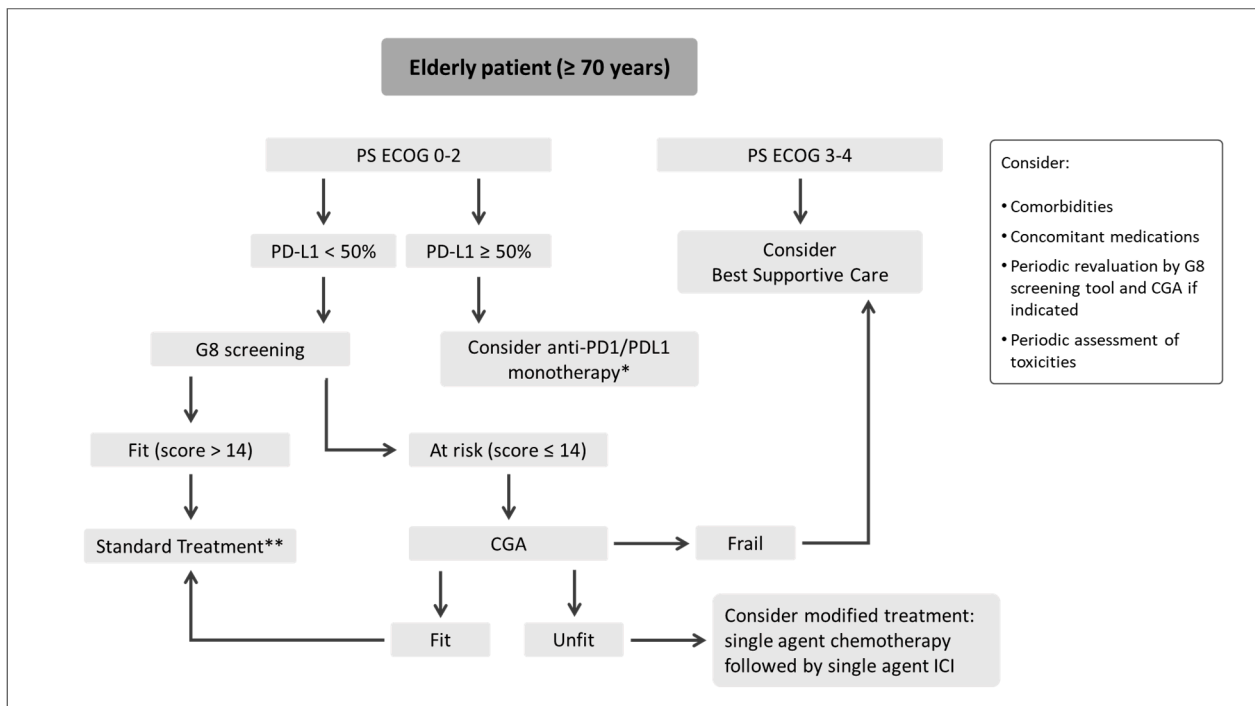 Elderly patient (≥ 70 years)
PS ECOG 0-2
PS ECOG 3-4
PD-L1 < 50%
PD-L1 ≥ 50%
Consider
Best Supportive Care
G8 screening
Consider anti-PD1/PDL1
monotherapy*
Fit (score > 14)
At risk (score ≤ 14)
Standard Treatment**
CGA
Frail
Fit
Unfit
Consider modified treatment:
single agent chemotherapy
followed by single agent ICI
Consider:
• Comorbidities
• Concomitant medications
• Periodic revaluation by G8
screening tool and CGA if
indicated
• Periodic assessment of
toxicities